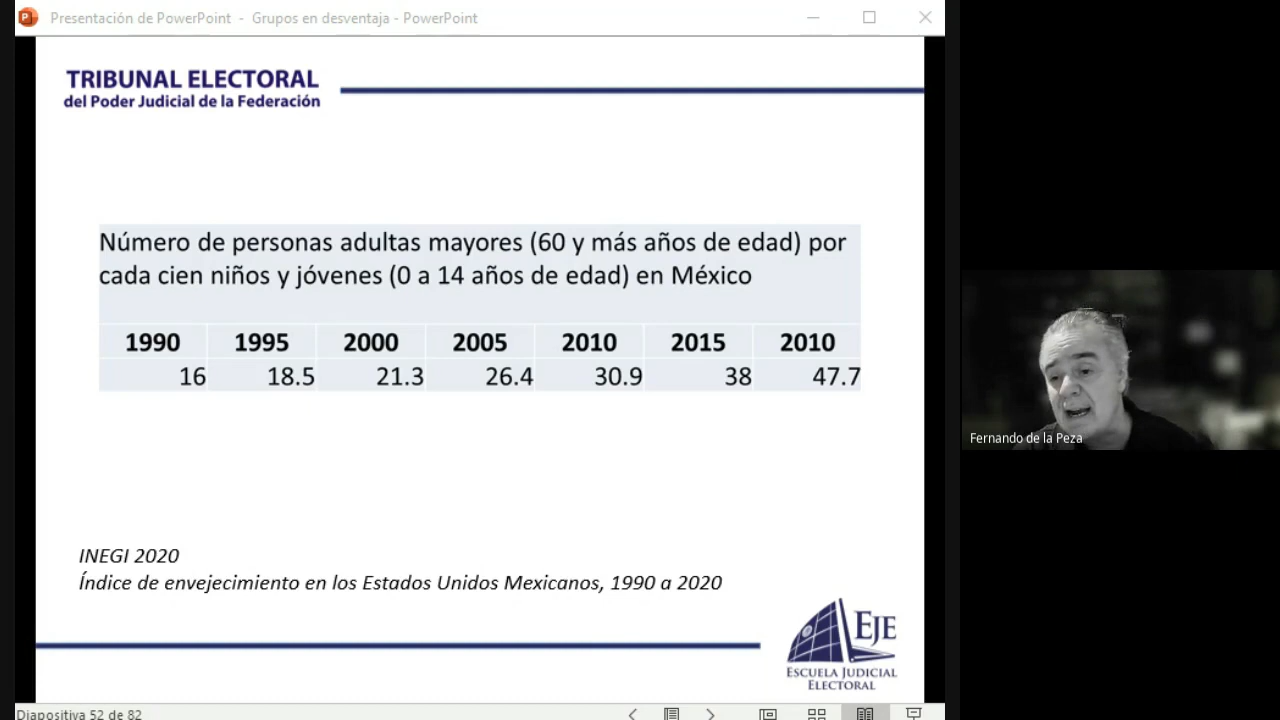 Presentación de PowerPoint - Grupos en desventaja - PowerPoint
TRIBUNAL ELECTORAL
del Poder Judicial de la Federación
Número de personas adultas mayores (60 y más años de edad) por
cada cien niños y jóvenes (0 a 14 años de edad) en México
1990 1995 2000 2005 2010 2015 2010
16 18.5 21.3 26.4 30.9 38 47.7
Fernando de la Peza
INEGI 2020
Índice de envejecimiento en los Estados Unidos Mexicanos, 1990 a 2020
EJE
ESCUELA JUDICIAL
ELECTORAL
Diapositiva 52 de 82